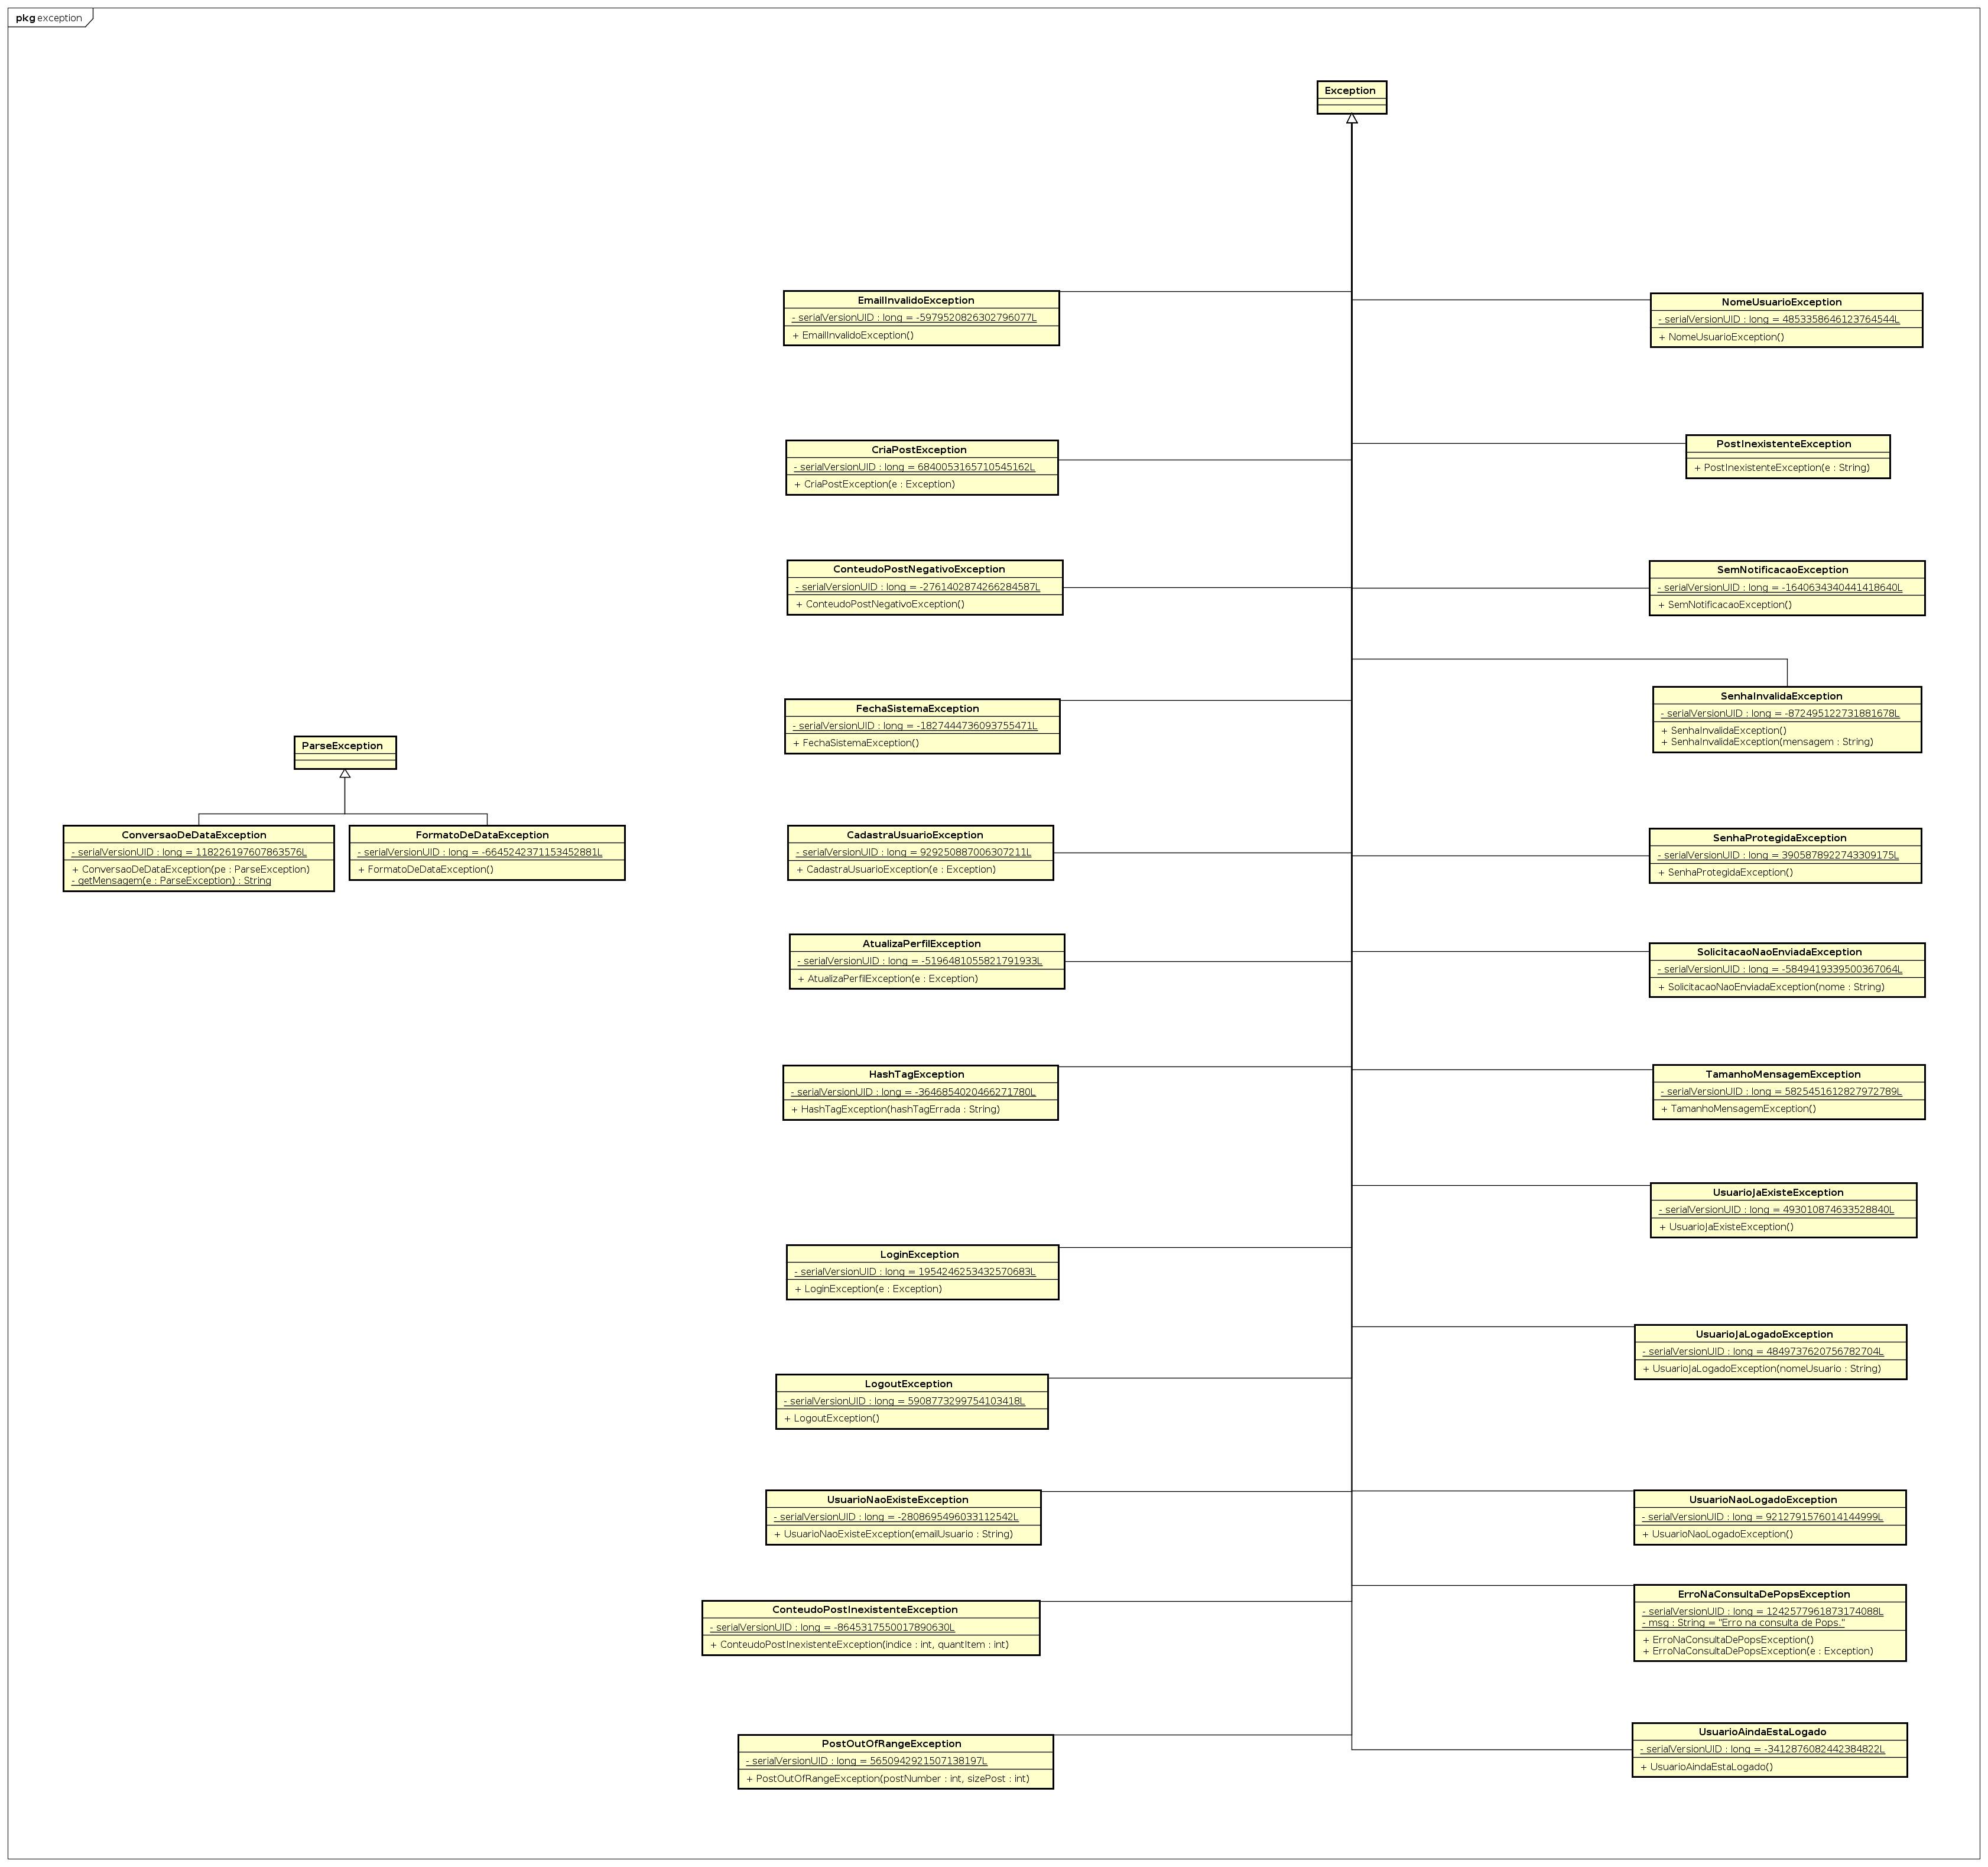 pkg exception
Exception
EmailInvalidoException
- serialVersionUID : long = -5979520826302796077L
+ EmailInvalidoException()
NomeUsuarioException
- serialVersionUID : long = 4853358646123764544L
+ NomeUsuarioException()
CriaPostException
- serialVersionUID : long = 6840053165710545162L
+ CriaPostException(e : Exception)
PostInexistenteException
+ PostInexistenteException(e : String)
ConteudoPostNegativoException
- serialVersionUID : long = -2761402874266284587L
+ ConteudoPostNegativoException()
SemNotificacaoException
- serialVersionUID : long = -1640634340441418640L
+ SemNotificacaoException()
FechaSistemaException
- serialVersionUID : long = -1827444736093755471L
+ FechaSistemaException()
SenhaInvalidaException
- serialVersionUID : long = -872495122731881678L
+ SenhaInvalidaException()
+ SenhaInvalidaException(mensagem : String)
ParseException
ConversaoDeDataException
- serialVersionUID : long = 118226197607863576L
+ ConversaoDeDataException(pe : ParseException)
- getMensagem(e : ParseException) : String
FormatoDeDataException
- serialVersionUID : long = -6645242371153452881L
+ FormatoDeDataException()
CadastraUsuarioException
- serialVersionUID : long = 929250887006307211L
+ CadastraUsuarioException(e : Exception)
SenhaProtegidaException
- serialVersionUID : long = 3905878922743309175L
+ SenhaProtegidaException()
AtualizaPerfilException
- serialVersionUID : long = -5196481055821791933L
+ AtualizaPerfilException(e : Exception)
SolicitacaoNaoEnviadaException
- serialVersionUID : long = -5849419339500367064L
+ SolicitacaoNaoEnviadaException(nome : String)
HashTagException
- serialVersionUID : long = -3646854020466271780L
+ HashTagException(hashTagErrada : String)
TamanhoMensagemException
- serialVersionUID : long = 5825451612827972789L
+ TamanhoMensagemException()
UsuarioJaExisteException
- serialVersionUID : long = 493010874633528840L
+ UsuarioJaExisteException()
LoginException
- serialVersionUID : long = 1954246253432570683L
+ LoginException(e : Exception)
UsuarioJaLogadoException
- serialVersionUID : long = 4849737620756782704L
+ UsuarioJaLogadoException(nomeUsuario : String)
LogoutException
- serialVersionUID : long = 5908773299754103418L
+ LogoutException()
UsuarioNaoExisteException
- serialVersionUID : long = -2808695496033112542L
+ UsuarioNaoExisteException(emailUsuario : String)
UsuarioNaoLogadoException
- serialVersionUID : long = 9212791576014144999L
+ UsuarioNaoLogadoException()
ConteudoPostInexistenteException
- serialVersionUID : long = -8645317550017890630L
+ ConteudoPostInexistenteException(indice : int, quantItem : int)
ErroNaConsultaDePopsException
- serialVersionUID : long = 1242577961873174088L
- msg : String = "Erro na consulta de Pops."
+ ErroNaConsultaDePopsException()
+ ErroNaConsultaDePopsException(e : Exception)
PostOutOfRangeException
- serialVersionUID : long = 5650942921507138197L
+ PostOutOfRangeException(postNumber : int, sizePost : int)
UsuarioAindaEstaLogado
- serialVersionUID : long = -3412876082442384822L
+ UsuarioAindaEstaLogado()